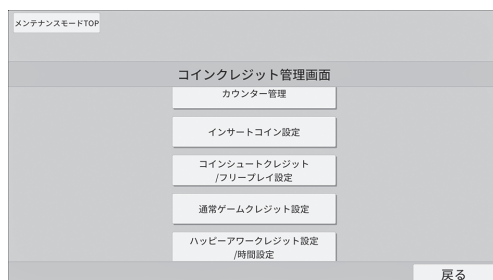 メンテナンスモードTOP
コインクレジット管理画面
カウンター管理
インサートコイン設定
コインシュートクレジット
/フリープレイ設定
通常ゲームクレジット設定
ハッピーアワークレジット設定
/時間設定
戻る